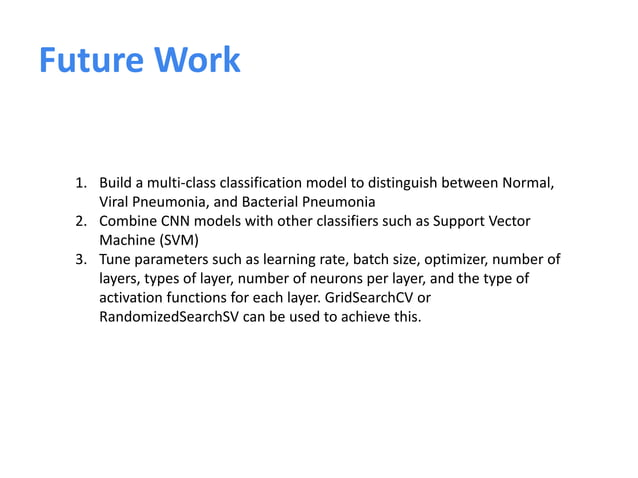 Future Work
1. Build a multi-class classification model to distinguish between Normal,
Viral Pneumonia, and Bacterial Pneumonia
2. Combine CNN models with other classifiers such as Support Vector
Machine (SVM)
3. Tune parameters such as learning rate, batch size, optimizer, number of
layers, types of layer, number of neurons per layer, and the type of
activation functions for each layer. GridSearchCV or
RandomizedSearchSV can be used to achieve this.